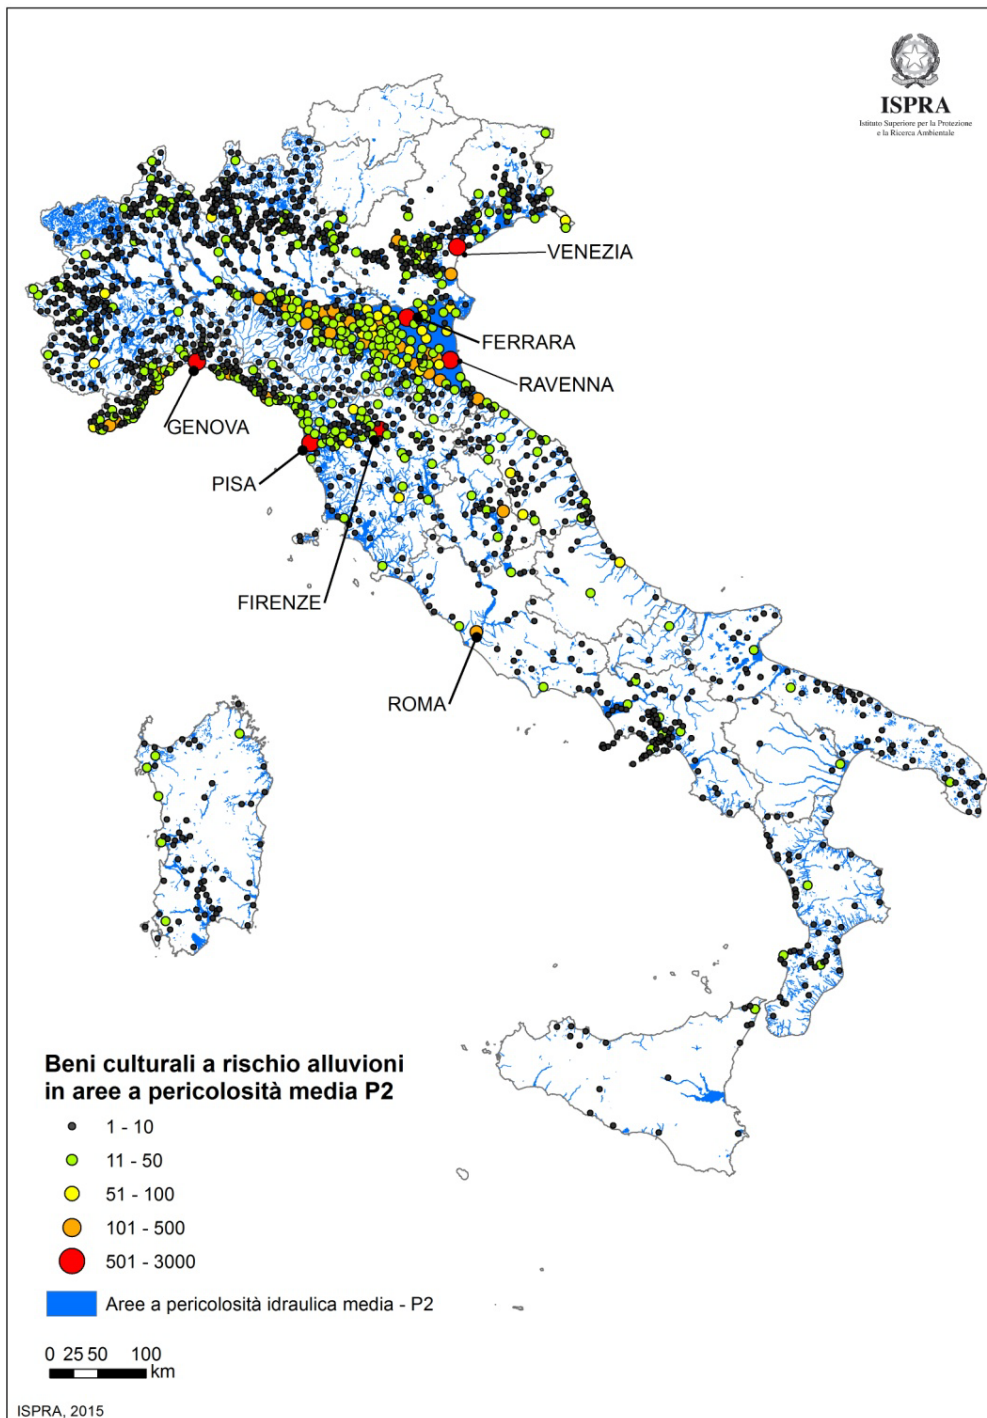 ISPRA
Istituto Superiore per la Protezione
e la Ricerca Ambientale
VENEZIA
FERRARA
RAVENNA
GENOVA
PISA
FIRENZE
ROMA
Beni culturali a rischio alluvioni
in aree a pericolosità media P2
1 - 10
11 - 50
51 - 100
101 - 500
501 - 3000
Aree a pericolosità idraulica media - P2
0 25 50 100
km
ISPRA, 2015